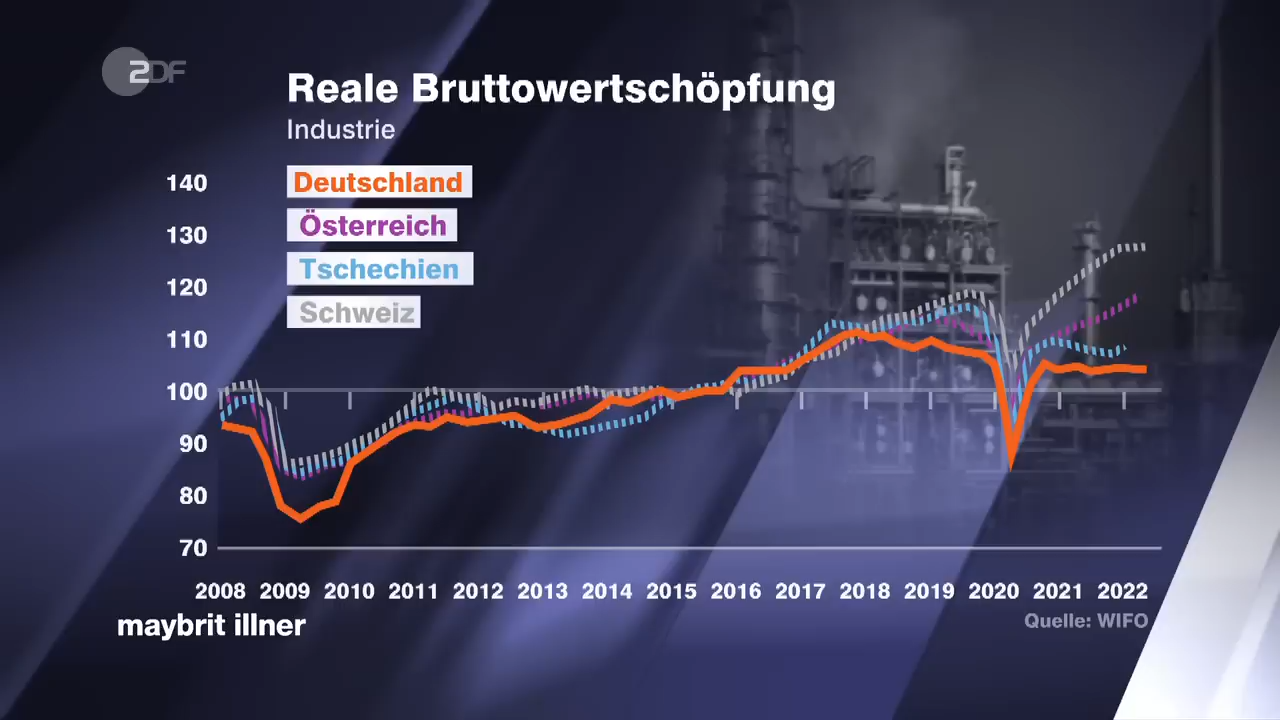 ZDF
Reale Bruttowertschöpfung
Industrie
Deutschland
Österreich
Tschechien
Schweiz
140
130
120
110
100
90
80
70
2008 2009 2010 2011 2012 2013 2014 2015 2016 2017 2018 2019 2020 2021 2022
maybrit illner
Quelle: WIFO